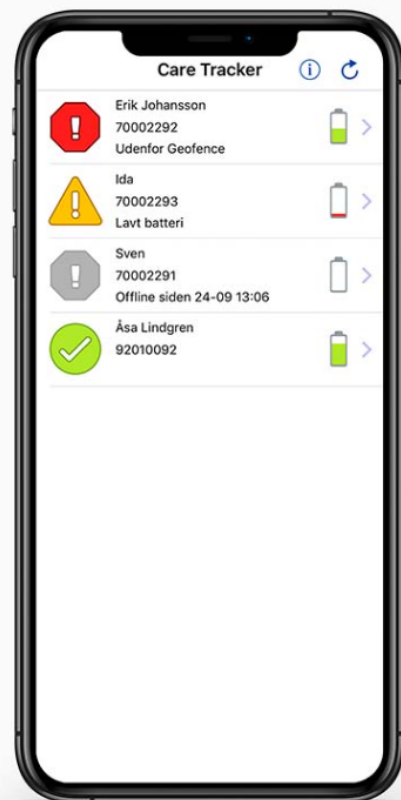 Care Tracker
Erik Johansson
70002292
Udenfor Geofence
Ida
70002293
Lavt batteri
Sven
70002291
Offline siden 24-09 13:06
Åsa Lindgren
92010092